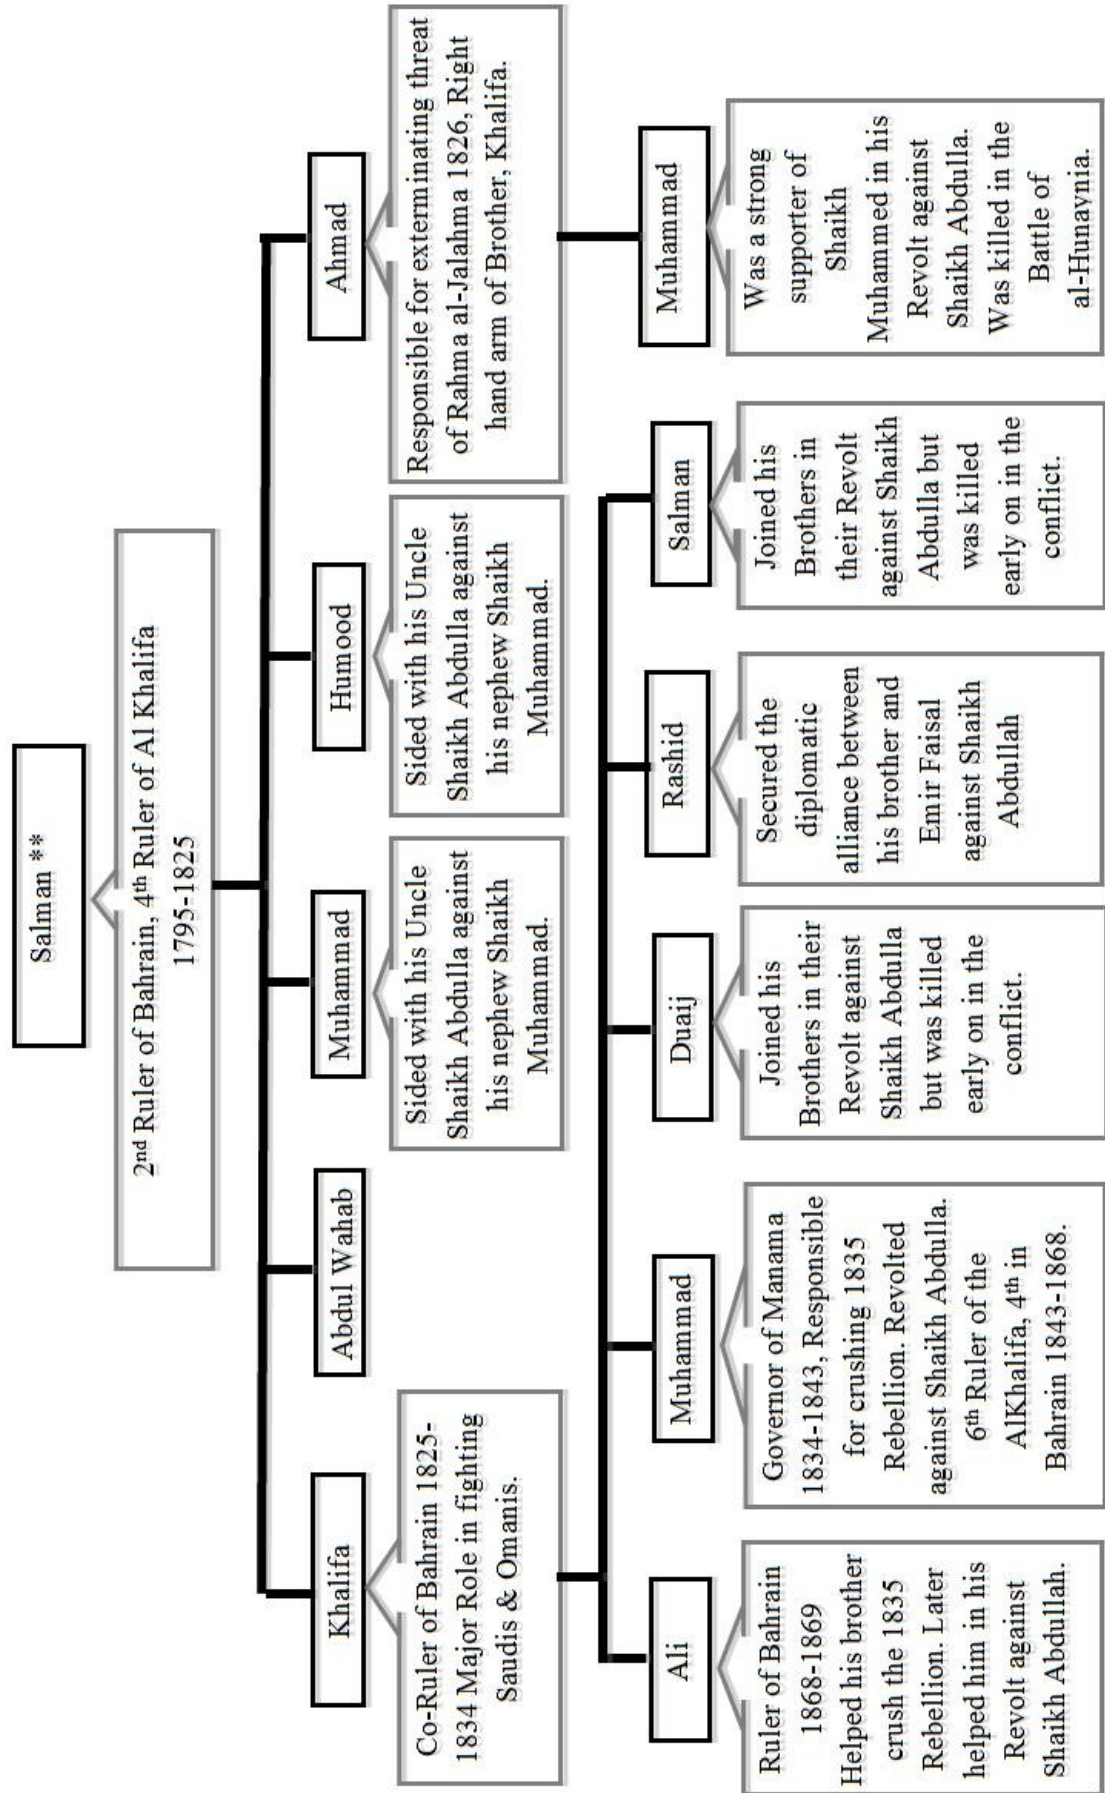 Salman **
2nd Ruler of Bahrain, 4th Ruler of Al Khalifa
1795-1825
Khalifa
Co-Ruler of Bahrain 1825-
1834 Major Role in fighting
Saudis & Omanis.
Abdul Wahab
Muhammad
Sided with his Uncle
Shaikh Abdulla against
his nephew Shaikh
Muhammad.
Humood
Sided with his Uncle
Shaikh Abdulla against
his nephew Shaikh
Muhammad.
Ahmad
Responsible for exterminating threat
of Rahma al-Jalahma 1826, Right
hand arm of Brother, Khalifa.
Ali
Ruler of Bahrain
1868-1869
Helped his brother
crush the 1835
Rebellion. Later
helped him in his
Revolt against
Shaikh Abdullah.
Muhammad
Governor of Manama
1834-1843, Responsible
for crushing 1835
Rebellion. Revolted
against Shaikh Abdulla.
6th Ruler of the
AlKhalifa, 4th in
Bahrain 1843-1868.
Duaij
Joined his
Brothers in their
Revolt against
Shaikh Abdulla
but was killed
early on in the
conflict.
Rashid
Secured the
diplomatic
alliance between
his brother and
Emir Faisal
against Shaikh
Abdullah
Salman
Joined his
Brothers in
their Revolt
against Shaikh
Abdulla but
was killed
early on in the
conflict.
Muhammad
Was a strong
supporter of
Shaikh
Muhammed in his
Revolt against
Shaikh Abdulla.
Was killed in the
Battle of
al-Hunaynia.